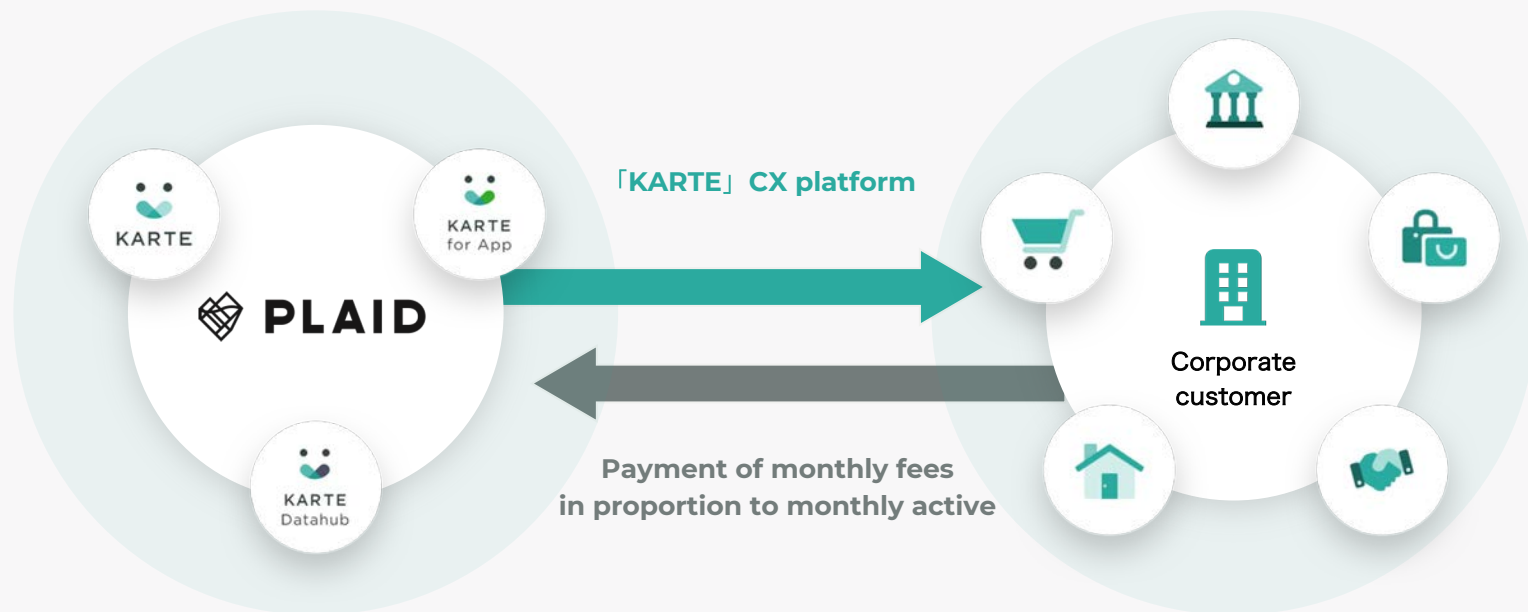 KARTE
KARTE
for App
PLAID
KARTE
Datahub
「KARTE」 CX platform
Payment of monthly fees
in proportion to monthly active
Corporate
customer